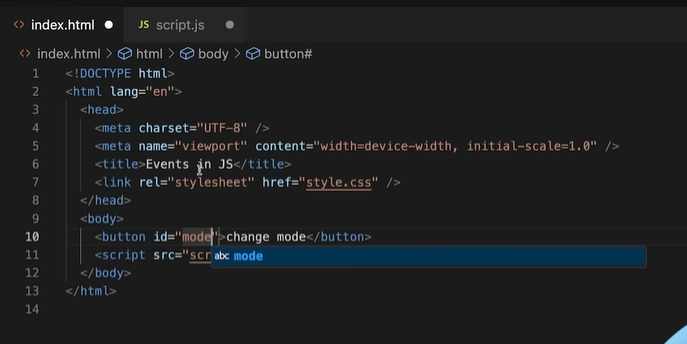 index.html
JS script.js
index.html > html > body > button#
1 <!DOCTYPE html>
2 <html lang="en">
3 <head>
4 <meta charset="UTF-8" />
5 <meta name="viewport" content="width=device-width, initial-scale=1.0" />
6 <title>Events in JS</title>
7 <link rel="stylesheet" href="style.css" />
8 </head>
9 <body>
10 <button id="mode">change mode</button>
11 <script src="scr
abc mode
12 </body>
13 </html>
14